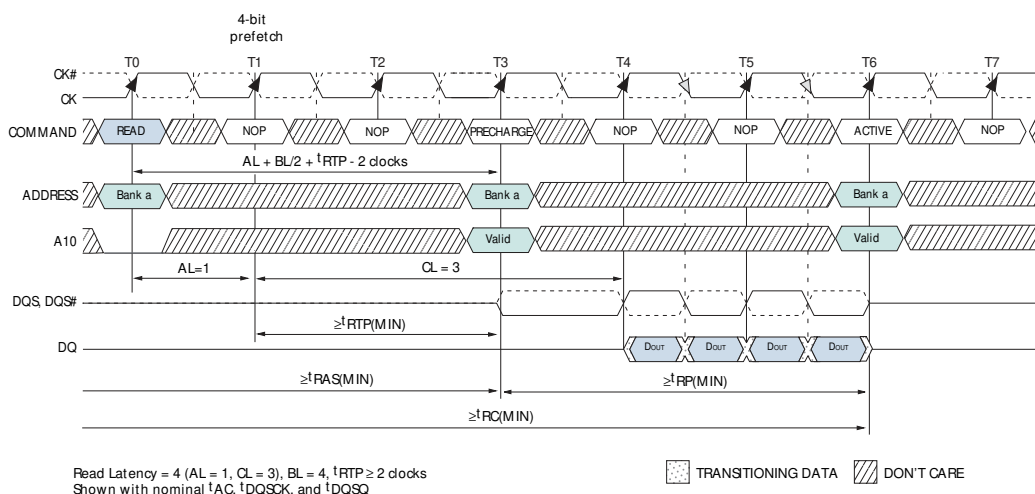 4-bit
prefetch
T0 T1 T2 T3 T4 T5 T6 T7
CK#
CK
COMMAND READ NOP NOP PRECHARGE NOP NOP ACTIVE NOP
AL + BL/2 + tRTP - 2 clocks
ADDRESS Bank a Bank a Bank a
A10 Valid Valid
AL=1 CL = 3
DQS, DQS#
≥tRTP(MIN)
DQ DOUT DOUT DOUT DOUT
≥tRAS(MIN) ≥tRP(MIN)
≥tRC(MIN)
Read Latency = 4 (AL = 1, CL = 3), BL = 4, tRTP ≥ 2 clocks
Shown with nominal tAC, tDQSCK, and tDQSQ
TRANSITIONING DATA DON'T CARE